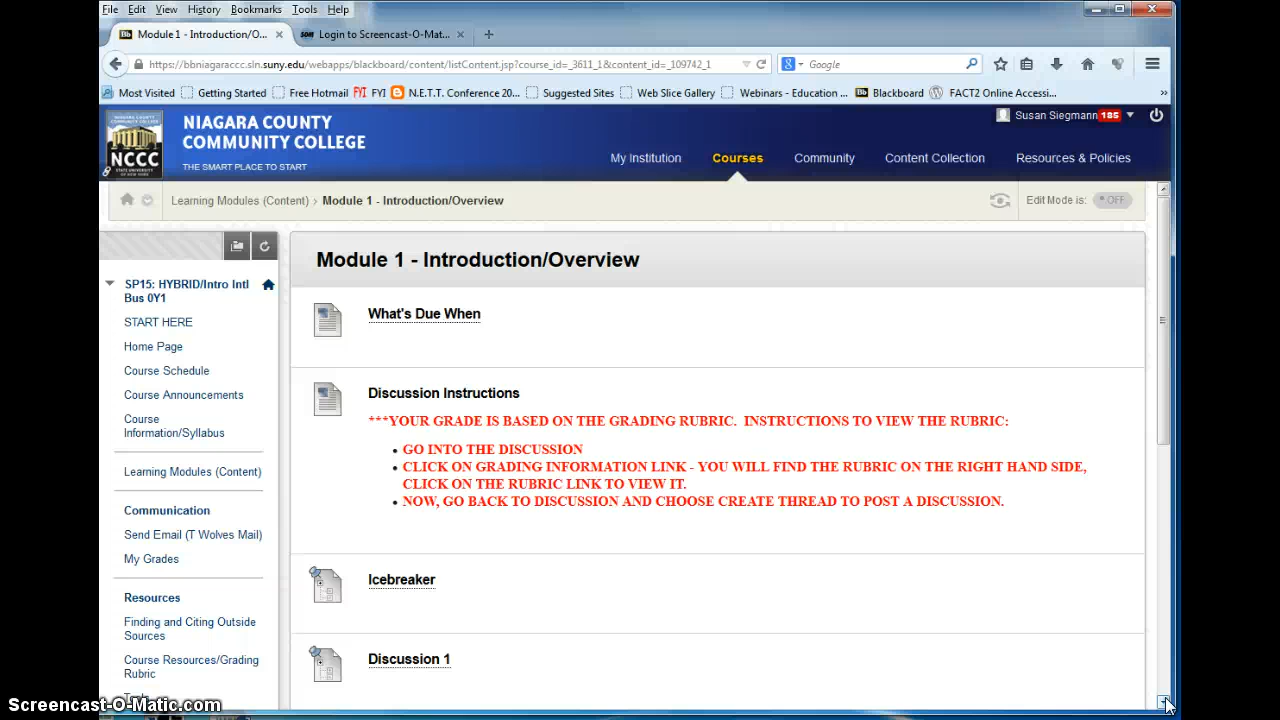 File Edit View History Bookmarks Tools Help
Bb Module 1 - Introduction/O... × SOM Login to Screencast-O-Mat... × +
https://bbniagaraccc.sln.suny.edu/webapps/blackboard/content/listContent.jsp?course_id=_3611_1&content_id=_109742_1 Google
Most Visited Getting Started Free Hotmail FYI FYI N.E.T.T. Conference 20... Suggested Sites Web Slice Gallery Webinars - Education ... Bb Blackboard FACT2 Online Accessi... »
NIAGARA COUNTY
COMMUNITY COLLEGE
THE SMART PLACE TO START
NCCC
Susan Siegmann 185
My Institution Courses Community Content Collection Resources & Policies
Learning Modules (Content) › Module 1 - Introduction/Overview Edit Mode is: OFF
SP15: HYBRID/Intro Intl
Bus 0Y1
START HERE
Home Page
Course Schedule
Course Announcements
Course
Information/Syllabus
Learning Modules (Content)
Communication
Send Email (T Wolves Mail)
My Grades
Resources
Finding and Citing Outside
Sources
Course Resources/Grading
Rubric
Module 1 - Introduction/Overview
What's Due When
Discussion Instructions
***YOUR GRADE IS BASED ON THE GRADING RUBRIC. INSTRUCTIONS TO VIEW THE RUBRIC:
• GO INTO THE DISCUSSION
• CLICK ON GRADING INFORMATION LINK - YOU WILL FIND THE RUBRIC ON THE RIGHT HAND SIDE,
CLICK ON THE RUBRIC LINK TO VIEW IT.
• NOW, GO BACK TO DISCUSSION AND CHOOSE CREATE THREAD TO POST A DISCUSSION.
Icebreaker
Discussion 1
Screencast-O-Matic.com